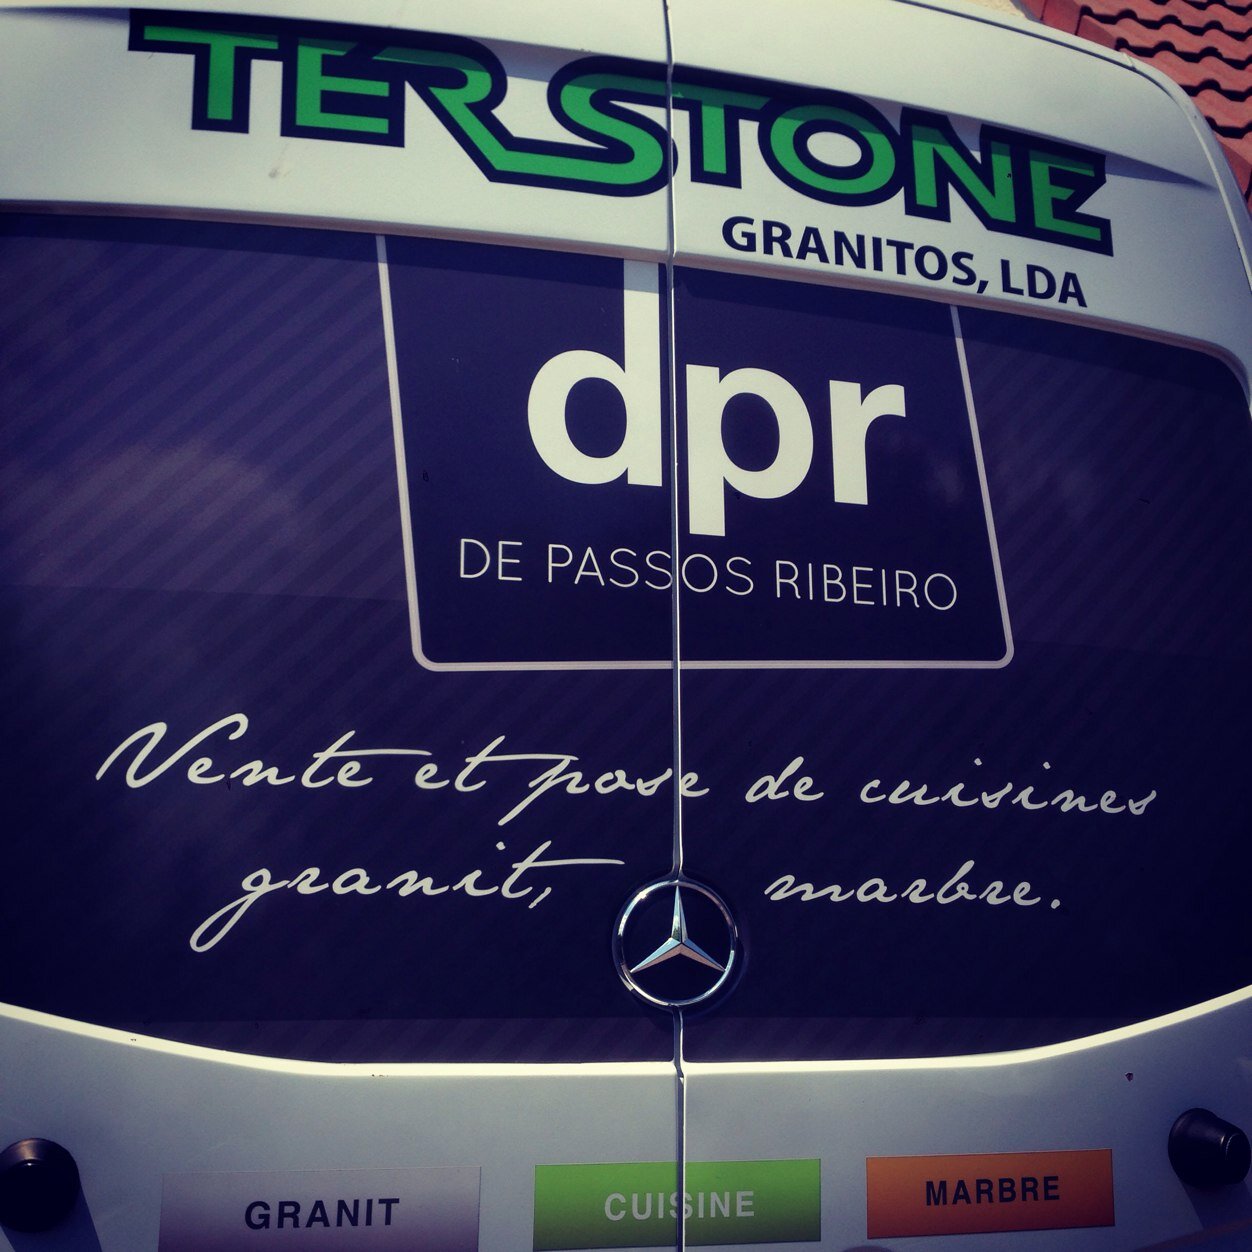 TERSTONE
GRANITOS, LDA
dpr
DE PASSOS RIBEIRO
Vente et pose de cuisines
granit, marbre.
GRANIT CUISINE MARBRE